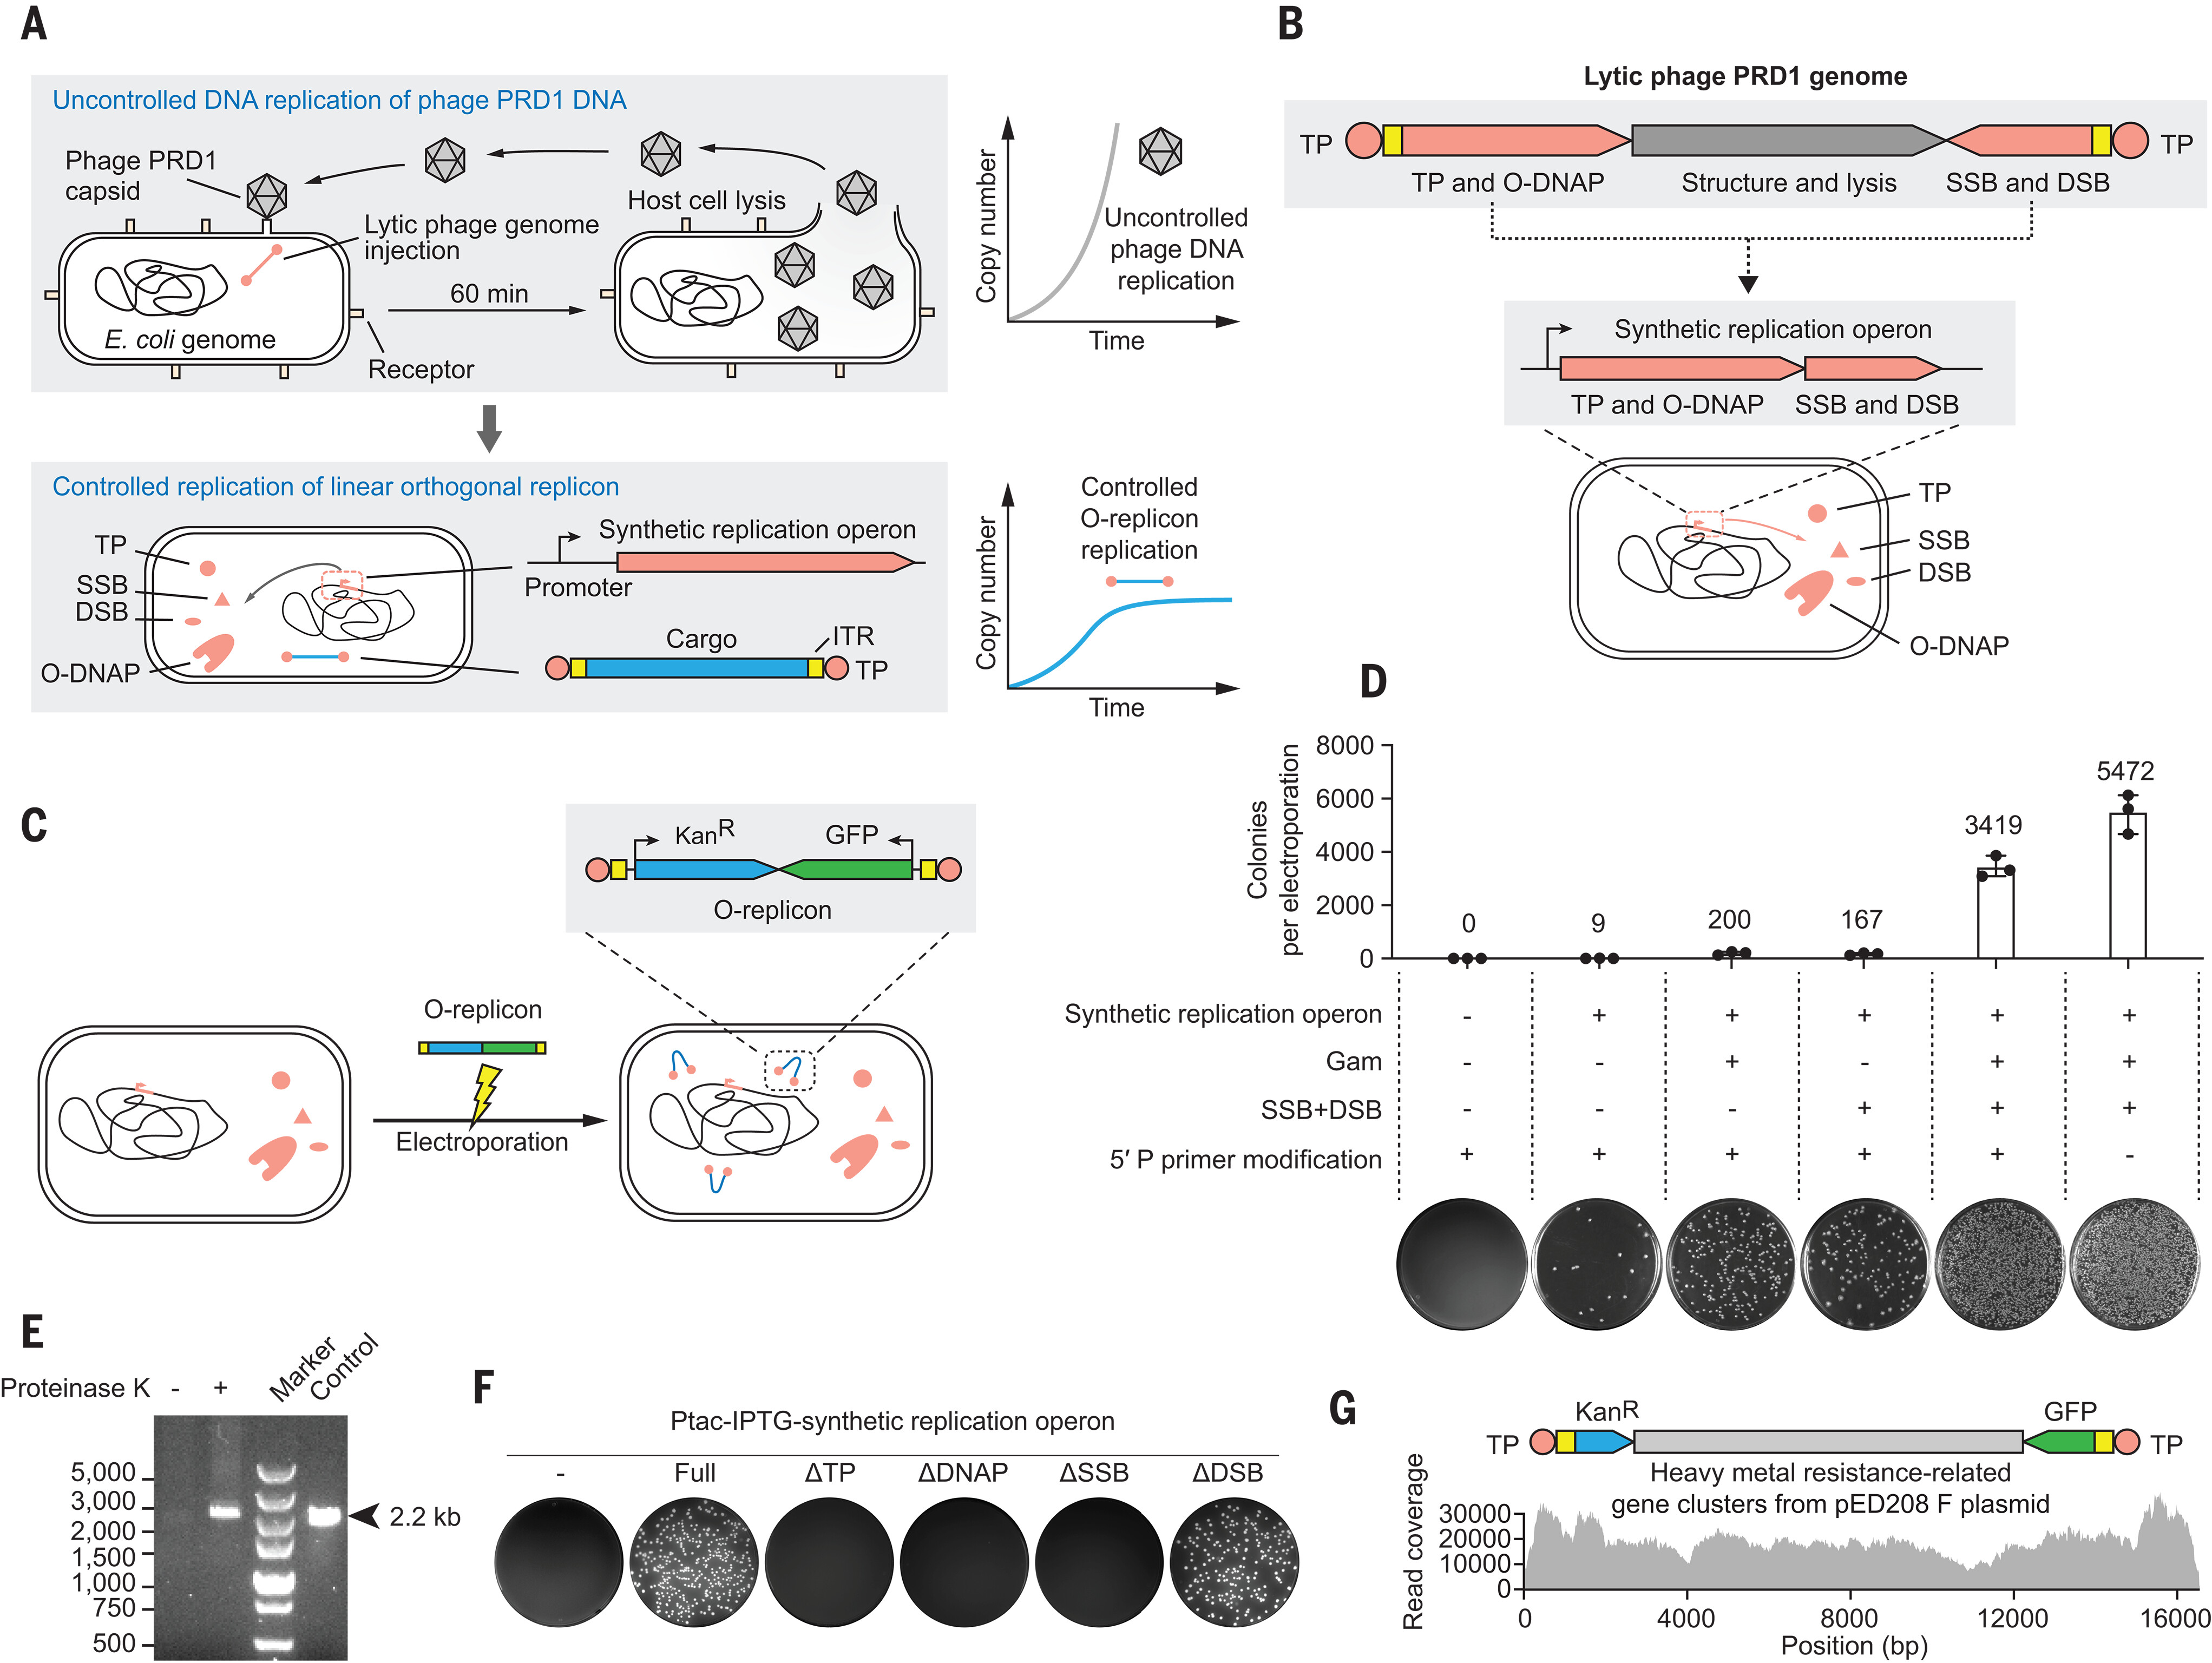 A
Uncontrolled DNA replication of phage PRD1 DNA
Phage PRD1
capsid
Lytic phage genome
injection
Host cell lysis
60 min
E. coli genome
Receptor
Copy number
Uncontrolled
phage DNA
replication
Time
Controlled replication of linear orthogonal replicon
TP
SSB
DSB
O-DNAP
Synthetic replication operon
Promoter
Cargo
ITR
TP
Copy number
Controlled
O-replicon
replication
Time
B
Lytic phage PRD1 genome
TP
TP
TP and O-DNAP
Structure and lysis
SSB and DSB
Synthetic replication operon
TP and O-DNAP
SSB and DSB
TP
SSB
DSB
O-DNAP
C
KanR
GFP
O-replicon
O-replicon
Electroporation
D
Colonies
per electroporation
8000
6000
4000
2000
0
0
9
200
167
3419
5472
Synthetic replication operon - + + + + +
Gam - - + - + +
SSB+DSB - - - + + +
5′ P primer modification + + + + + -
E
Proteinase K - + Marker Control
5,000
3,000
2,000
1,500
1,000
750
500
2.2 kb
F
Ptac-IPTG-synthetic replication operon
- Full ΔTP ΔDNAP ΔSSB ΔDSB
G
KanR
GFP
TP
TP
Heavy metal resistance-related
gene clusters from pED208 F plasmid
Read coverage
30000
20000
10000
0
0 4000 8000 12000 16000
Position (bp)